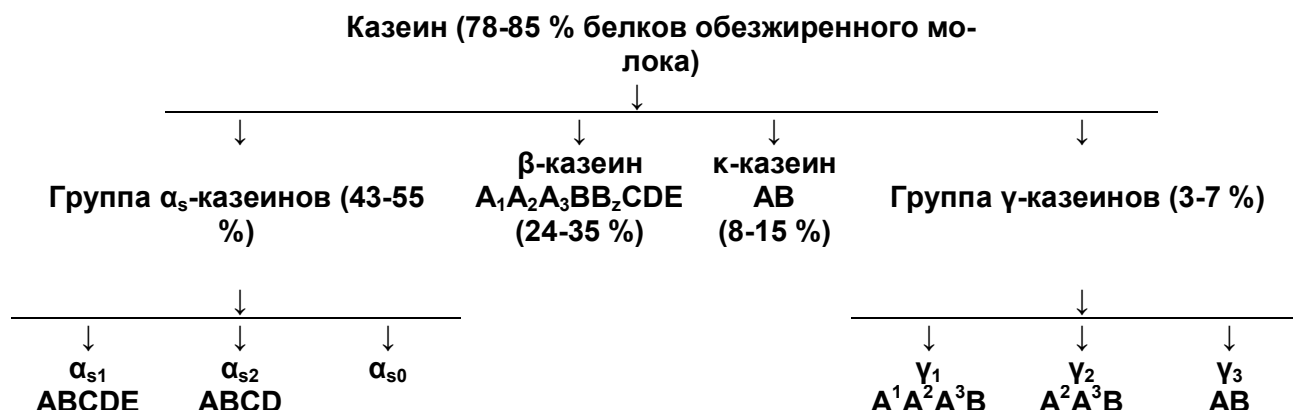 Казеин (78-85 % белков обезжиренного мо-
лока)
↓
↓ ↓ ↓ ↓
β-казеин κ-казеин
Группа αs-казеинов (43-55 A₁A₂A₃BBzCDE AB Группа γ-казеинов (3-7 %)
%) (24-35 %) (8-15 %)
↓ ↓
↓ ↓ ↓ ↓ ↓ ↓
αs1 αs2 αs0 γ₁ γ₂ γ₃
ABCDE ABCD A¹A²A³B A²A³B AB